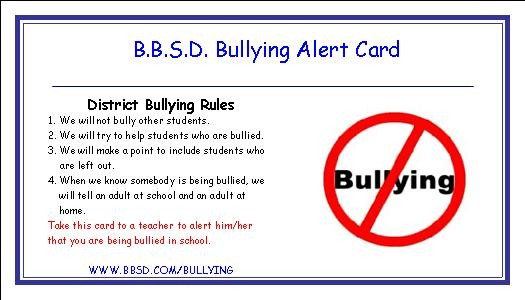 B.B.S.D. Bullying Alert Card
District Bullying Rules
1. We will not bully other students.
2. We will try to help students who are bullied.
3. We will make a point to include students who
are left out.
4. When we know somebody is being bullied, we
will tell an adult at school and an adult at
home.
Take this card to a teacher to alert him/her
that you are being bullied in school.
WWW.BBSD.COM/BULLYING
Bullying